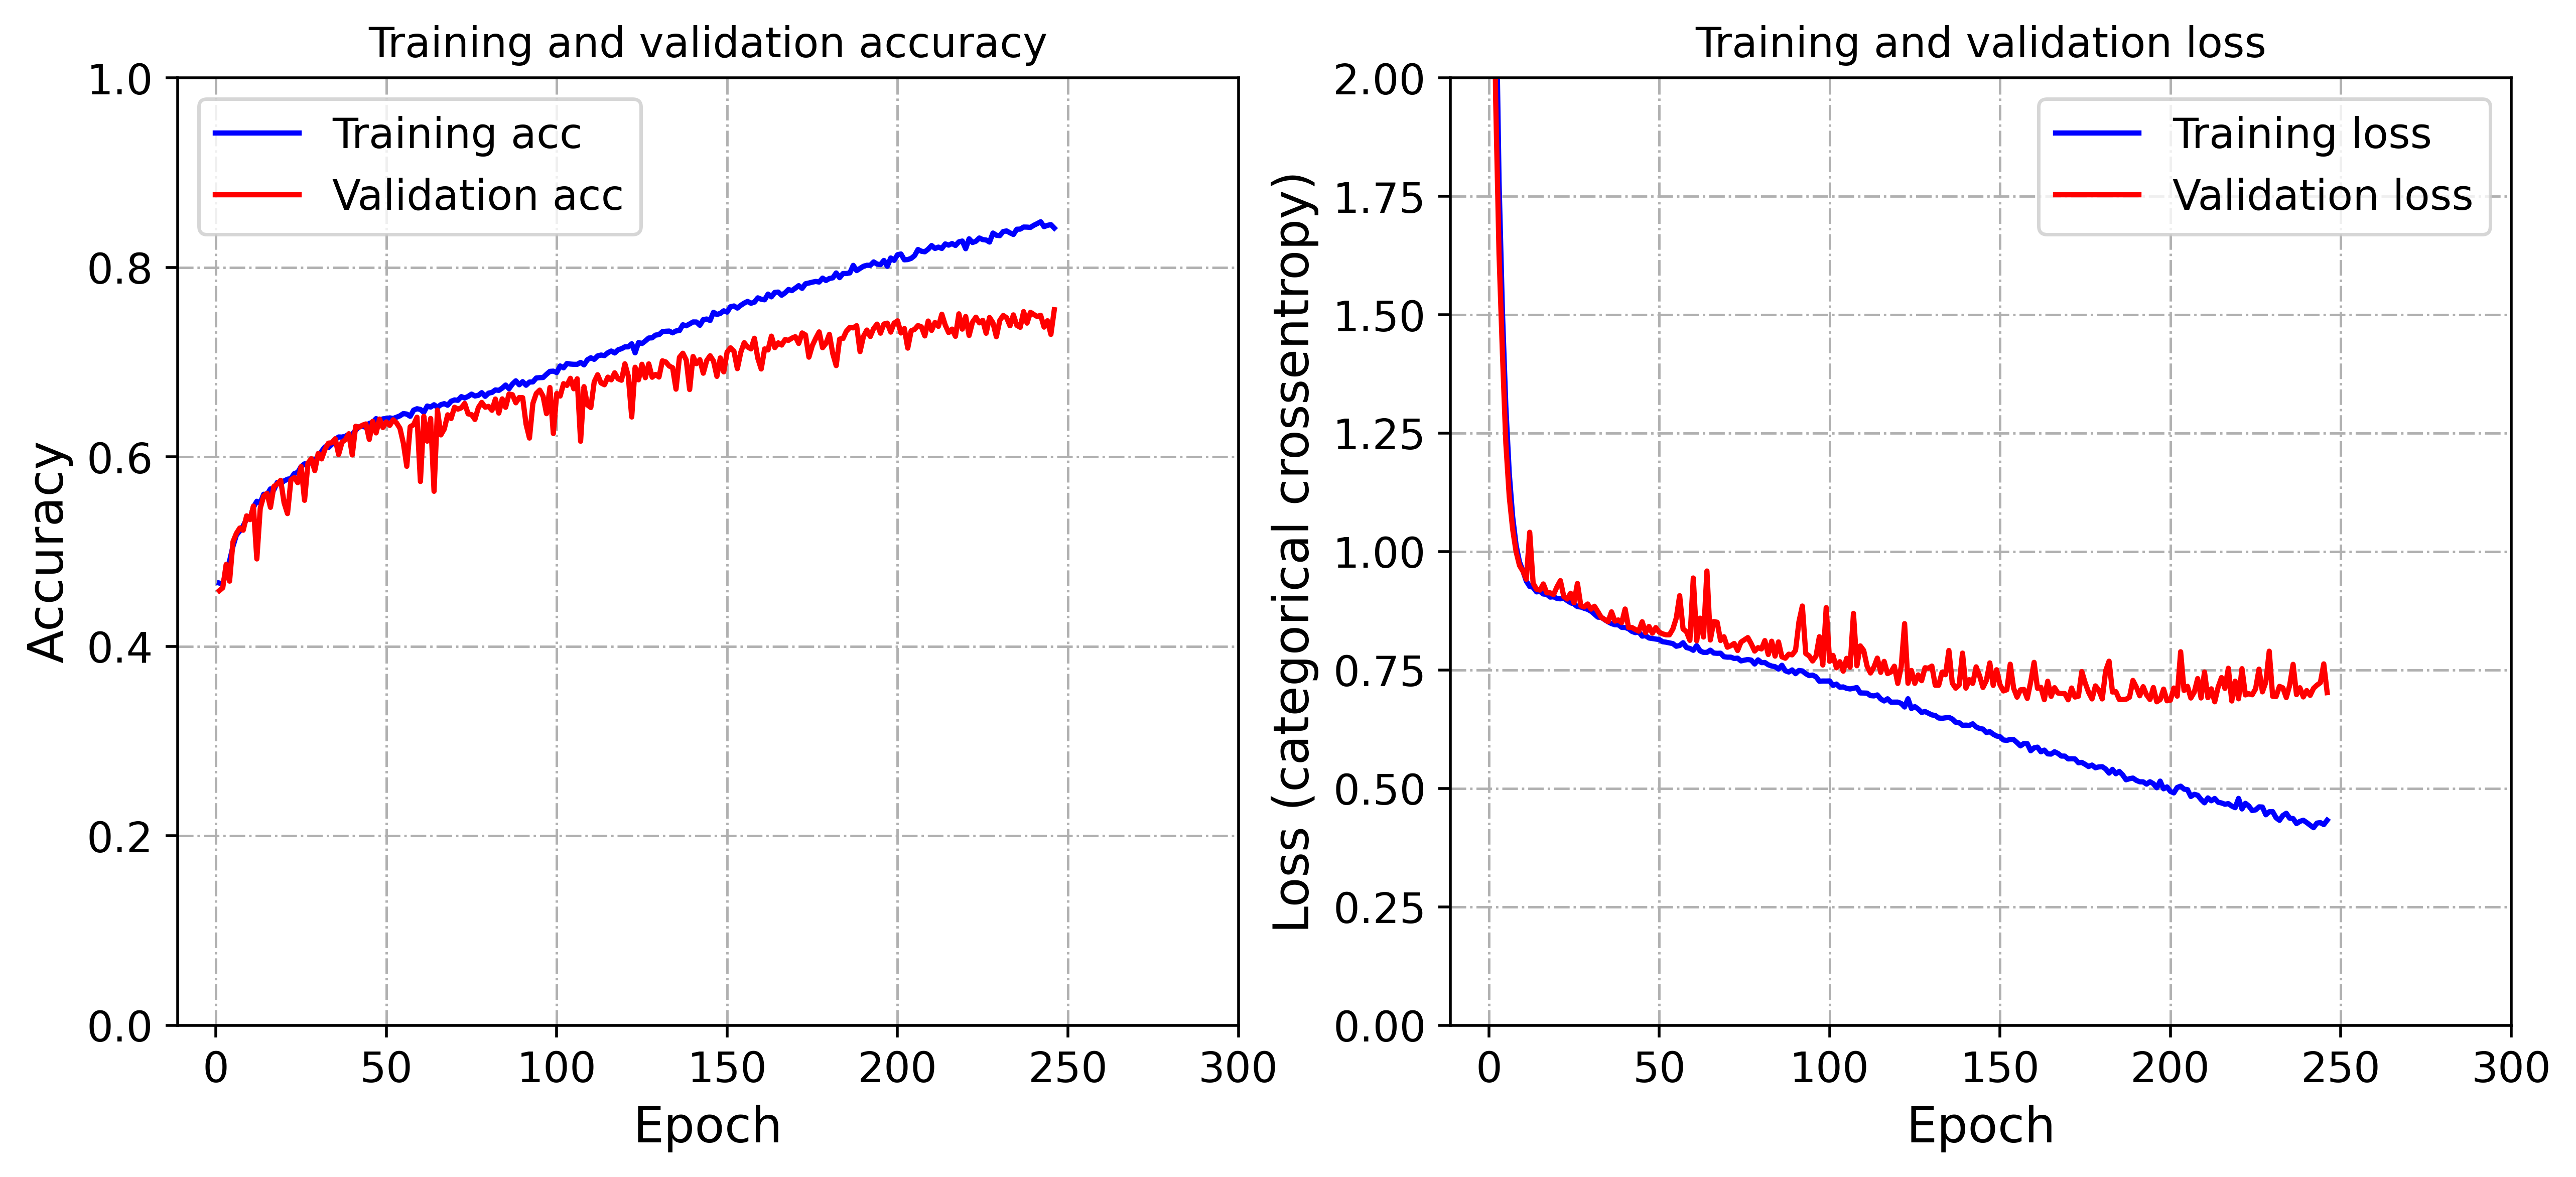 Training and validation accuracy
1.0
0.8
0.6
0.4
0.2
0.0
Accuracy
Training acc
Validation acc
0 50 100 150 200 250 300
Epoch
Training and validation loss
2.00
1.75
1.50
1.25
1.00
0.75
0.50
0.25
0.00
Loss (categorical crossentropy)
Training loss
Validation loss
0 50 100 150 200 250 300
Epoch